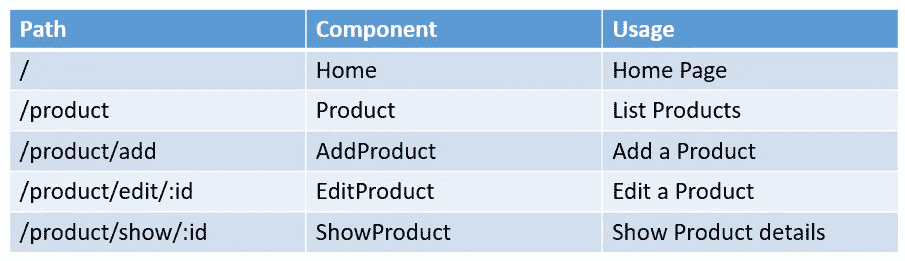 Path Component Usage
/ Home Home Page
/product Product List Products
/product/add AddProduct Add a Product
/product/edit/:id EditProduct Edit a Product
/product/show/:id ShowProduct Show Product details